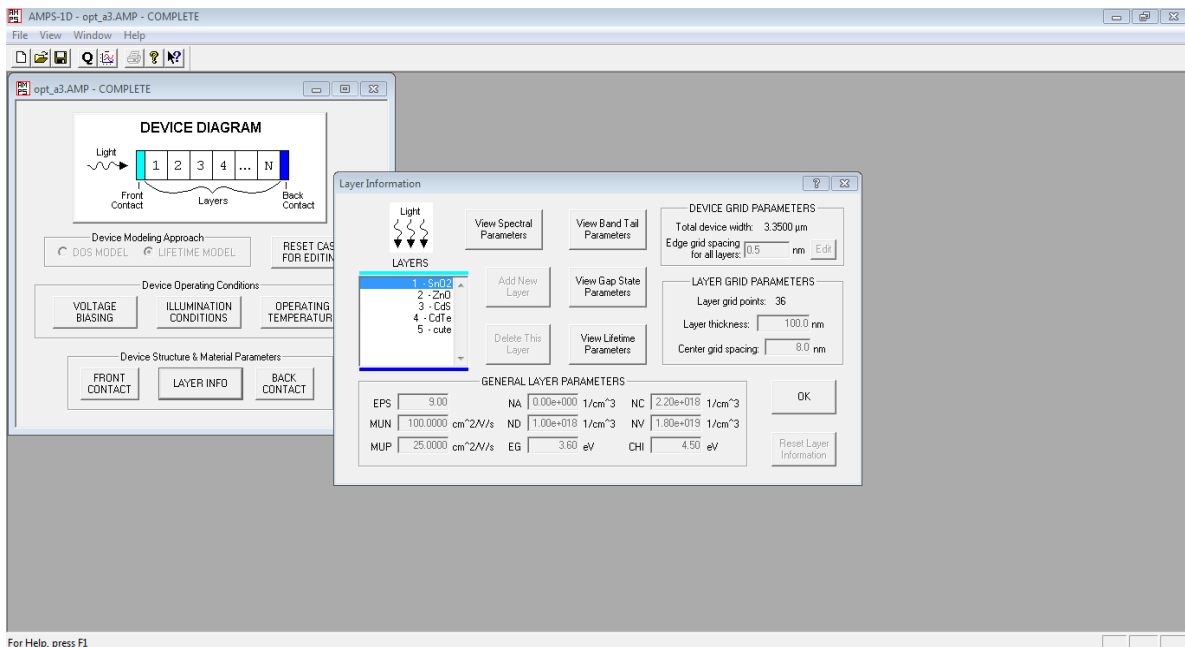 AMPS-1D - opt_a3.AMP - COMPLETE
File View Window Help
Q
opt_a3.AMP - COMPLETE
DEVICE DIAGRAM
Light
1 2 3 4 ... N
Front Contact
Layers
Back Contact
Device Modeling Approach
DOS MODEL LIFETIME MODEL
RESET CAS
FOR EDITIN
Device Operating Conditions
VOLTAGE BIASING
ILLUMINATION CONDITIONS
OPERATING TEMPERATUR
Device Structure & Material Parameters
FRONT CONTACT
LAYER INFO
BACK CONTACT
Layer Information
Light
LAYERS
1 - SnO2
2 - ZnO
3 - CdS
4 - CdTe
5 - cute
View Spectral Parameters
View Band Tail Parameters
Add New Layer
View Gap State Parameters
Delete This Layer
View Lifetime Parameters
DEVICE GRID PARAMETERS
Total device width: 3.3500 µm
Edge grid spacing for all layers: 0.5 nm Edit
LAYER GRID PARAMETERS
Layer grid points: 36
Layer thickness: 100.0 nm
Center grid spacing: 8.0 nm
GENERAL LAYER PARAMETERS
EPS 9.00 NA 0.00e+000 1/cm^3 NC 2.20e+018 1/cm^3
MUN 100.0000 cm^2/V/s ND 1.00e+018 1/cm^3 NV 1.80e+019 1/cm^3
MUP 25.0000 cm^2/V/s EG 3.60 eV CHI 4.50 eV
OK
Reset Layer Information
For Help, press F1